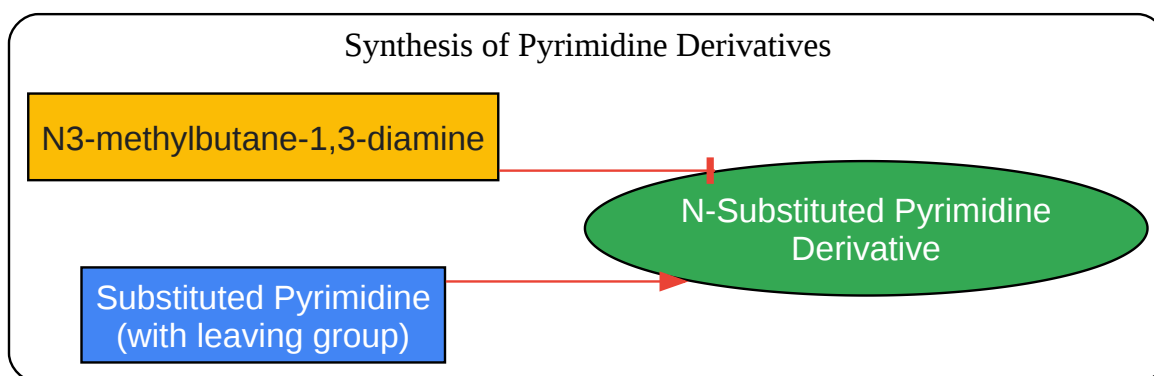 Synthesis of Pyrimidine Derivatives
N3-methylbutane-1,3-diamine
N-Substituted Pyrimidine
Derivative
Substituted Pyrimidine
(with leaving group)